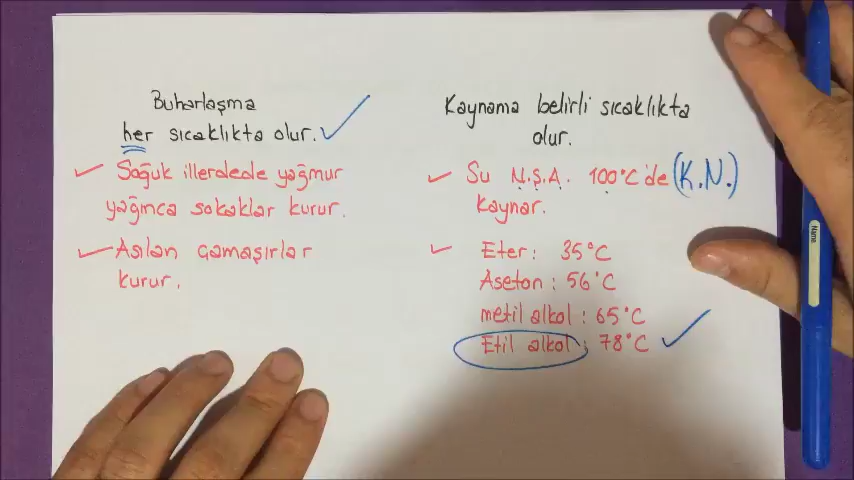 Buharlaşma
her sıcaklıkta olur.
Soğuk illerdede yağmur
yağınca sokaklar kurur.
Asılan çamaşırlar
kurur.
Kaynama belirli sıcaklıkta
olur.
Su N.Ş.A. 100°C'de (K.N.)
kaynar.
Eter: 35°C
Aseton: 56°C
metil alkol: 65°C
Etil alkol: 78°C
Name